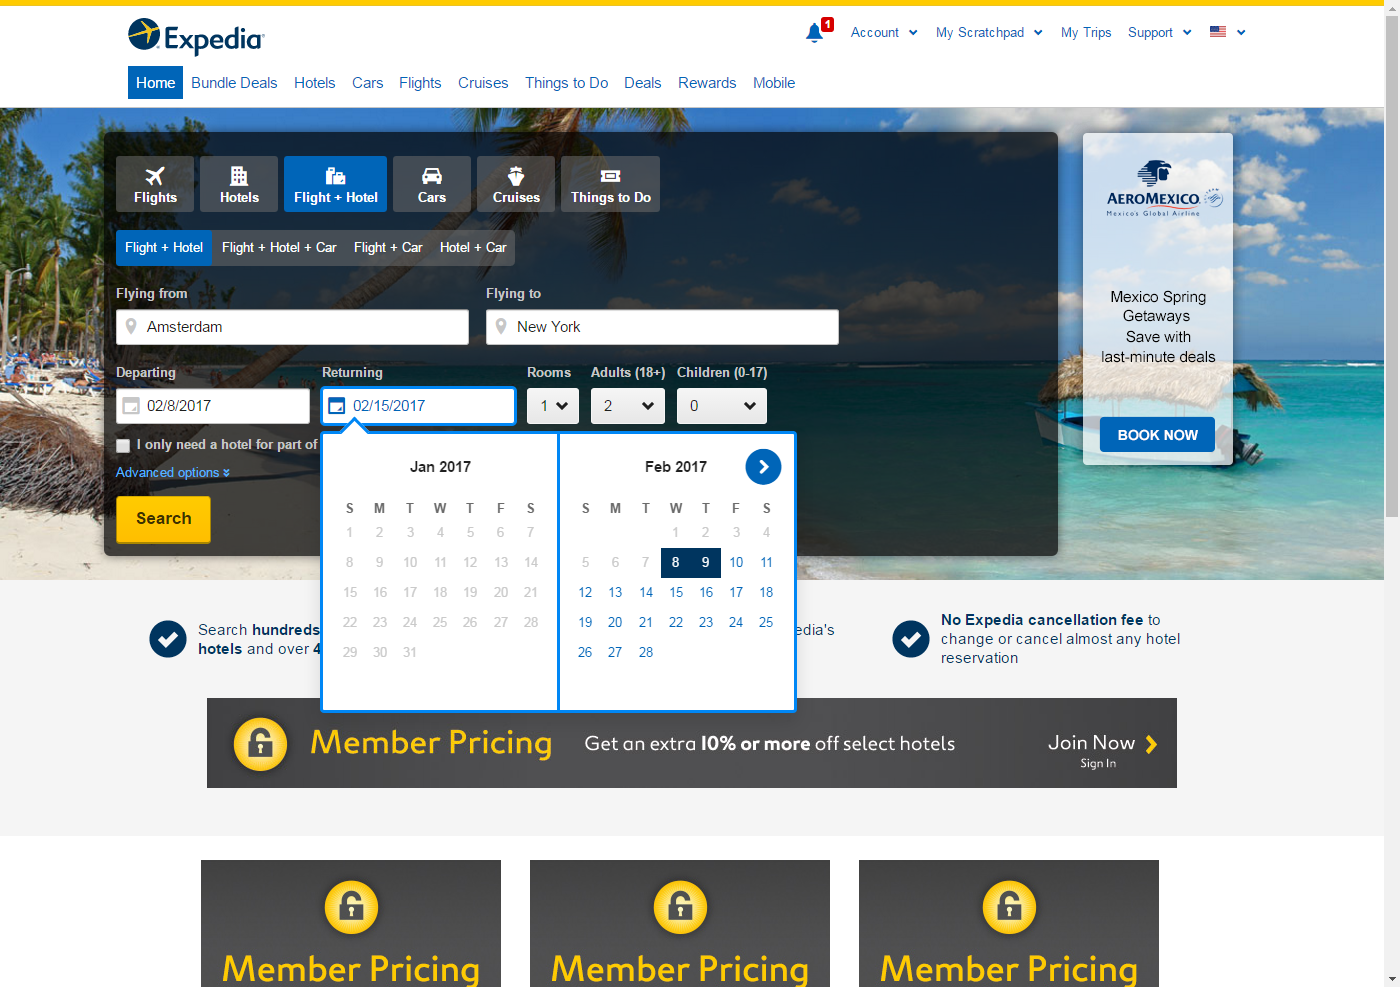 Expedia
1
Account
My Scratchpad
My Trips
Support
Home
Bundle Deals
Hotels
Cars
Flights
Cruises
Things to Do
Deals
Rewards
Mobile
Flights
Hotels
Flight + Hotel
Cars
Cruises
Things to Do
Flight + Hotel
Flight + Hotel + Car
Flight + Car
Hotel + Car
Flying from
Flying to
Amsterdam
New York
Departing
Returning
Rooms
Adults (18+)
Children (0-17)
02/8/2017
02/15/2017
1
2
0
I only need a hotel for part of
Advanced options
Search
Jan 2017
S M T W T F S
1 2 3 4 5 6 7
8 9 10 11 12 13 14
15 16 17 18 19 20 21
22 23 24 25 26 27 28
29 30 31
Feb 2017
S M T W T F S
1 2 3 4
5 6 7 8 9 10 11
12 13 14 15 16 17 18
19 20 21 22 23 24 25
26 27 28
AEROMEXICO
Mexico's Global Airline
Mexico Spring
Getaways
Save with
last-minute deals
BOOK NOW
Search hundreds
hotels and over 4
edia's
No Expedia cancellation fee to
change or cancel almost any hotel
reservation
Member Pricing
Get an extra 10% or more off select hotels
Join Now
Sign In
Member Pricing
Member Pricing
Member Pricing